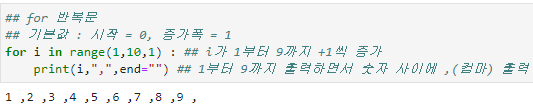 ## for 반복문
## 기본값 : 시작 = 0, 증가폭 = 1
for i in range(1,10,1) : ## i가 1부터 9까지 +1씩 증가
    print(i,",",end="") ## 1부터 9까지 출력하면서 숫자 사이에 ,(컴마) 출력
1 ,2 ,3 ,4 ,5 ,6 ,7 ,8 ,9 ,